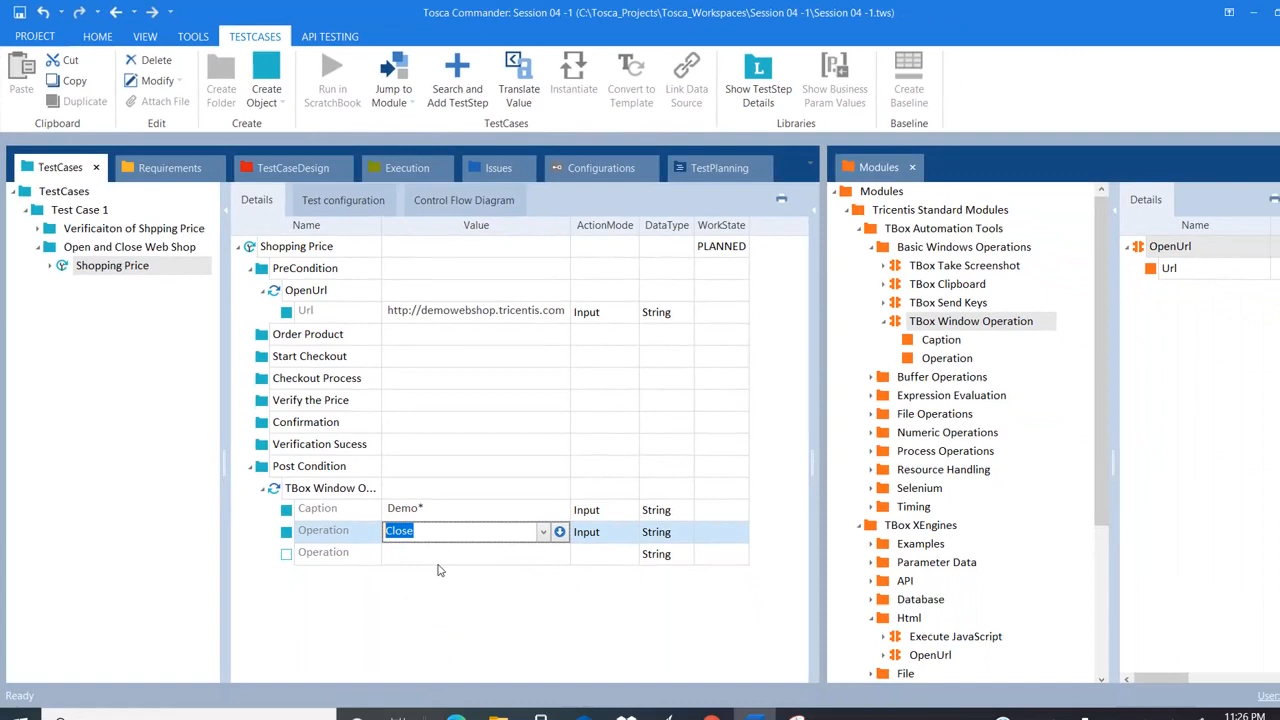 Tosca Commander: Session 04 -1 (C:\Tosca_Projects\Tosca_Workspaces\Session 04 -1\Session 04 -1.tws)
PROJECT HOME VIEW TOOLS TESTCASES API TESTING
Paste
Cut
Copy
Duplicate
Clipboard
Delete
Modify
Attach File
Edit
Create Folder
Create Object
Create
Run in ScratchBook
Jump to Module
Search and Add TestStep
Translate Value
Instantiate
Convert to Template
Link Data Source
TestCases
Show TestStep Details
Show Business Param Values
Libraries
Create Baseline
Baseline
TestCases
Requirements
TestCaseDesign
Execution
Issues
Configurations
TestPlanning
TestCases
Test Case 1
Verificaiton of Shpping Price
Open and Close Web Shop
Shopping Price
Details Test configuration Control Flow Diagram
Name Value ActionMode DataType WorkState
Shopping Price PLANNED
PreCondition
OpenUrl
Url http://demowebshop.tricentis.com Input String
Order Product
Start Checkout
Checkout Process
Verify the Price
Confirmation
Verification Sucess
Post Condition
TBox Window O...
Caption Demo* Input String
Operation Close Input String
Operation String
Modules
Modules
Tricentis Standard Modules
TBox Automation Tools
Basic Windows Operations
TBox Take Screenshot
TBox Clipboard
TBox Send Keys
TBox Window Operation
Caption
Operation
Buffer Operations
Expression Evaluation
File Operations
Numeric Operations
Process Operations
Resource Handling
Selenium
Timing
TBox XEngines
Examples
Parameter Data
API
Database
Html
Execute JavaScript
OpenUrl
File
Details
Name
OpenUrl
Url
Ready
User:
11:26 PM